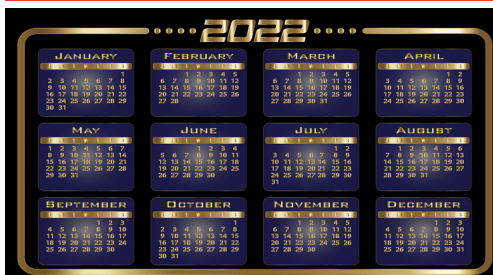 2022
JANUARY
1
2 3 4 5 6 7 8
9 10 11 12 13 14 15
16 17 18 19 20 21 22
23 24 25 26 27 28 29
30 31
FEBRUARY
1 2 3 4 5
6 7 8 9 10 11 12
13 14 15 16 17 18 19
20 21 22 23 24 25 26
27 28
MARCH
1 2 3 4 5
6 7 8 9 10 11 12
13 14 15 16 17 18 19
20 21 22 23 24 25 26
27 28 29 30 31
APRIL
1 2
3 4 5 6 7 8 9
10 11 12 13 14 15 16
17 18 19 20 21 22 23
24 25 26 27 28 29 30
MAY
1 2 3 4 5 6 7
8 9 10 11 12 13 14
15 16 17 18 19 20 21
22 23 24 25 26 27 28
29 30 31
JUNE
1 2 3 4
5 6 7 8 9 10 11
12 13 14 15 16 17 18
19 20 21 22 23 24 25
26 27 28 29 30
JULY
1 2
3 4 5 6 7 8 9
10 11 12 13 14 15 16
17 18 19 20 21 22 23
24 25 26 27 28 29 30
31
AUGUST
1 2 3 4 5 6
7 8 9 10 11 12 13
14 15 16 17 18 19 20
21 22 23 24 25 26 27
28 29 30 31
SEPTEMBER
1 2 3
4 5 6 7 8 9 10
11 12 13 14 15 16 17
18 19 20 21 22 23 24
25 26 27 28 29 30
OCTOBER
1
2 3 4 5 6 7 8
9 10 11 12 13 14 15
16 17 18 19 20 21 22
23 24 25 26 27 28 29
30 31
NOVEMBER
1 2 3 4 5
6 7 8 9 10 11 12
13 14 15 16 17 18 19
20 21 22 23 24 25 26
27 28 29 30
DECEMBER
1 2 3
4 5 6 7 8 9 10
11 12 13 14 15 16 17
18 19 20 21 22 23 24
25 26 27 28 29 30 31